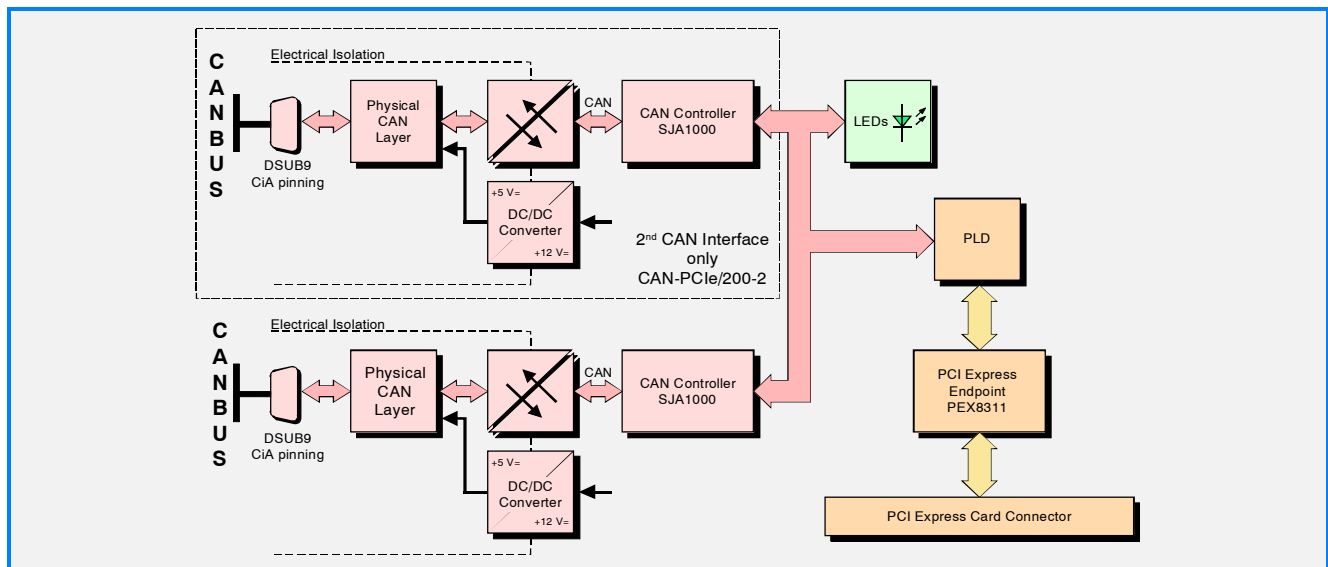 CANBUS
Electrical Isolation
DSUB9
CiA pinning
Physical
CAN
Layer
CAN
CAN Controller
SJA1000
LEDs
+5 V=
DC/DC
Converter
+12 V=
2nd CAN Interface
only
CAN-PCIe/200-2
PLD
CANBUS
Electrical Isolation
DSUB9
CiA pinning
Physical
CAN
Layer
CAN
CAN Controller
SJA1000
+5 V=
DC/DC
Converter
+12 V=
PCI Express
Endpoint
PEX8311
PCI Express Card Connector